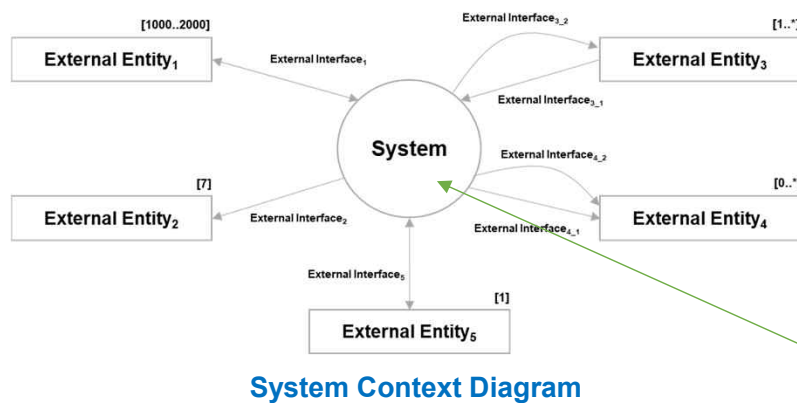 [1000..2000]
External Interface3_2
[1..*]
External Entity1
External Interface1
External Entity3
External Interface3_1
System
External Interface4_2
[7]
[0..*
External Entity2
External Interface2
External Interface4_1
External Entity4
External Interface5
[1]
External Entity5
System Context Diagram